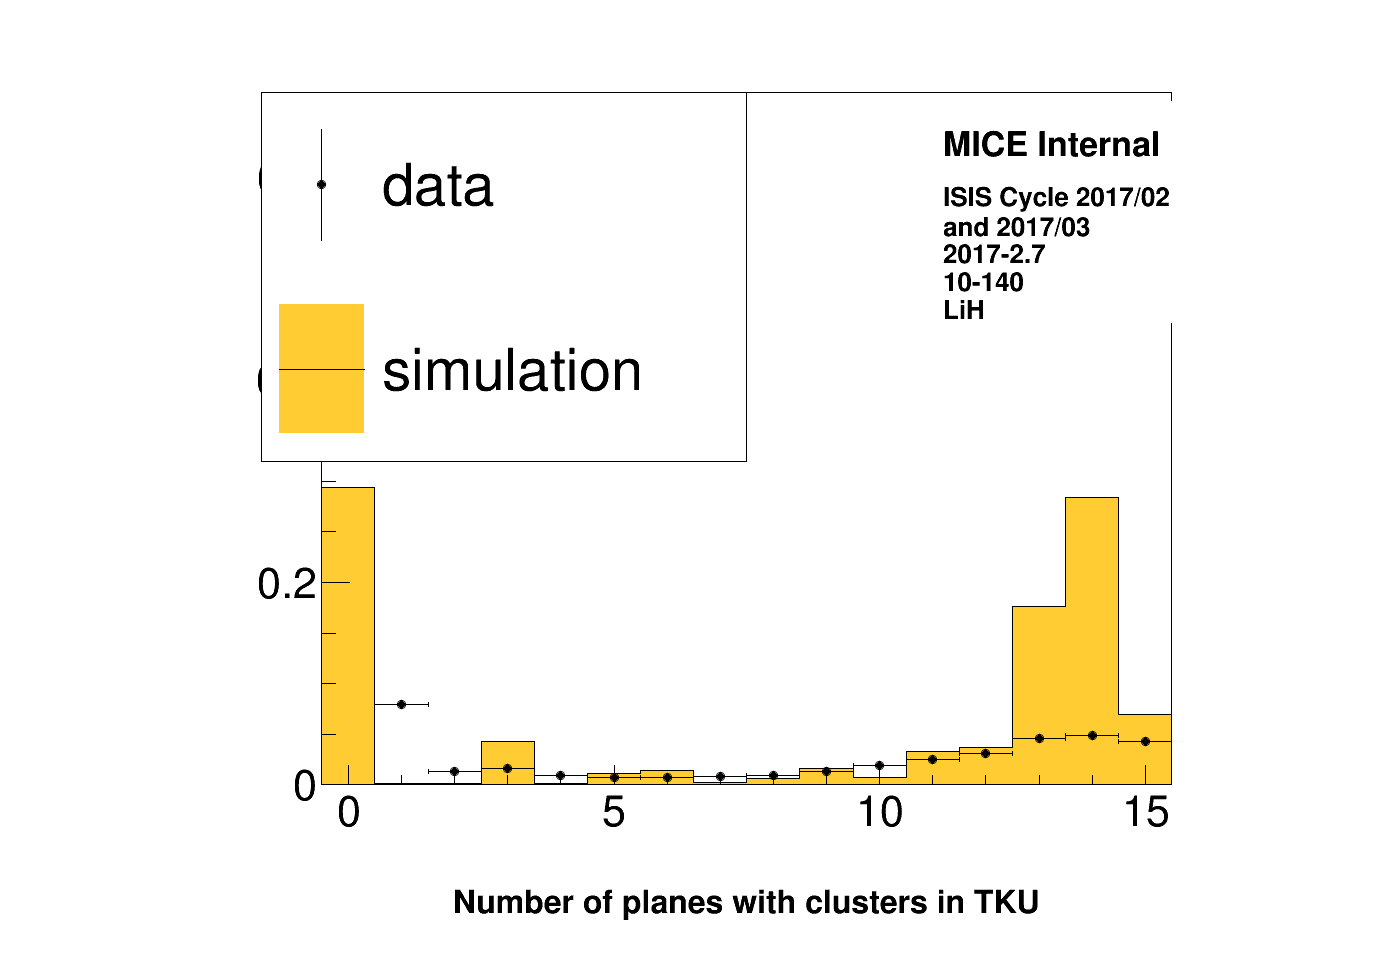 data
simulation
MICE Internal
ISIS Cycle 2017/02
and 2017/03
2017-2.7
10-140
LiH
0.2
0
0 5 10 15
Number of planes with clusters in TKU